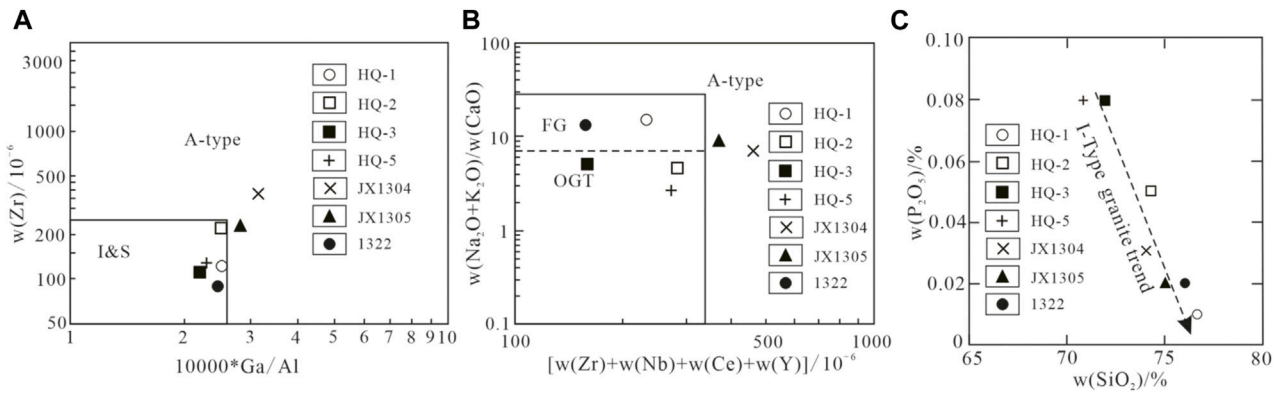 A
w(Zr)/10⁻⁶
3000
1000
500
200
100
50
1
2
3
4
5
6
7
8
9
10
10000*Ga/Al
A-type
I&S
HQ-1
HQ-2
HQ-3
HQ-5
JX1304
JX1305
1322
B
w(Na₂O+K₂O)/w(CaO)
100
10
1
0.1
100
500
1000
[w(Zr)+w(Nb)+w(Ce)+w(Y)]/10⁻⁶
A-type
FG
OGT
HQ-1
HQ-2
HQ-3
HQ-5
JX1304
JX1305
1322
C
w(P₂O₅)/%
0.10
0.08
0.06
0.04
0.02
0
65
70
75
80
w(SiO₂)/%
I-Type granite trend
HQ-1
HQ-2
HQ-3
HQ-5
JX1304
JX1305
1322